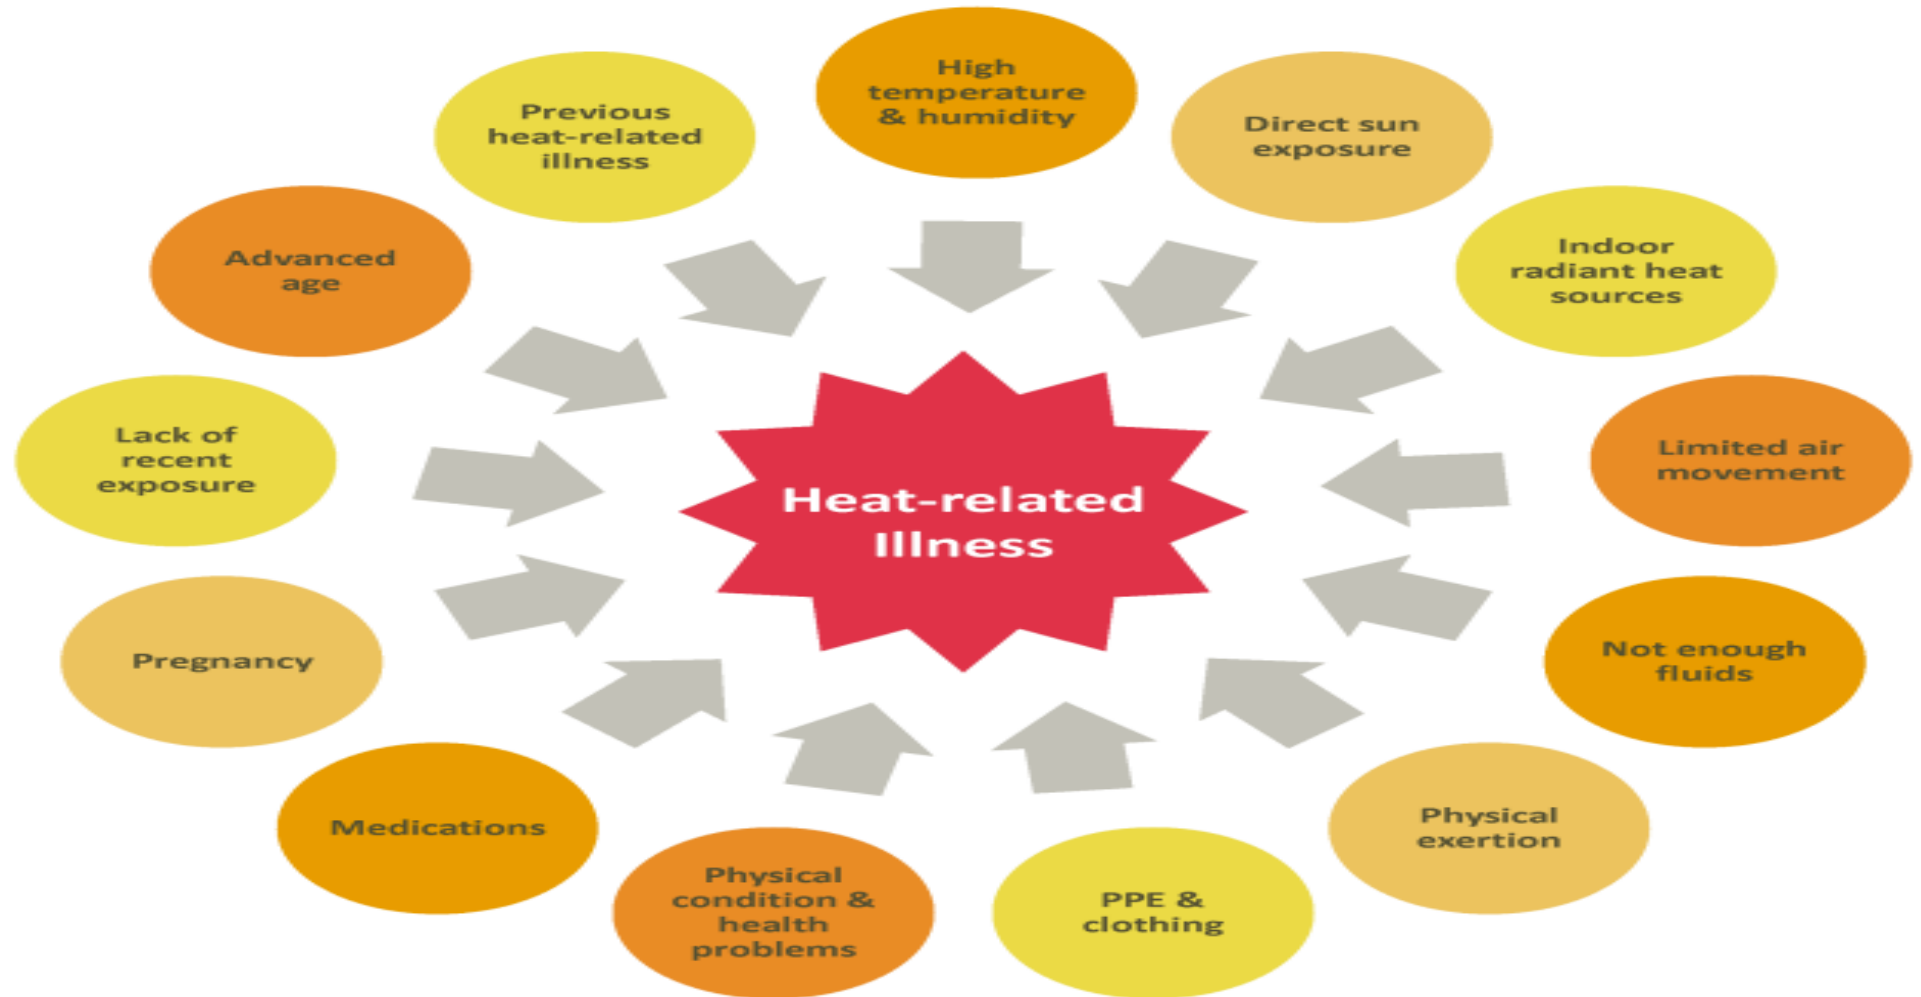 High
temperature
& humidity
Direct sun
exposure
Indoor
radiant heat
sources
Limited air
movement
Not enough
fluids
Physical
exertion
PPE &
clothing
Physical
condition &
health
problems
Medications
Pregnancy
Lack of
recent
exposure
Advanced
age
Previous
heat-related
illness
Heat-related
Illness